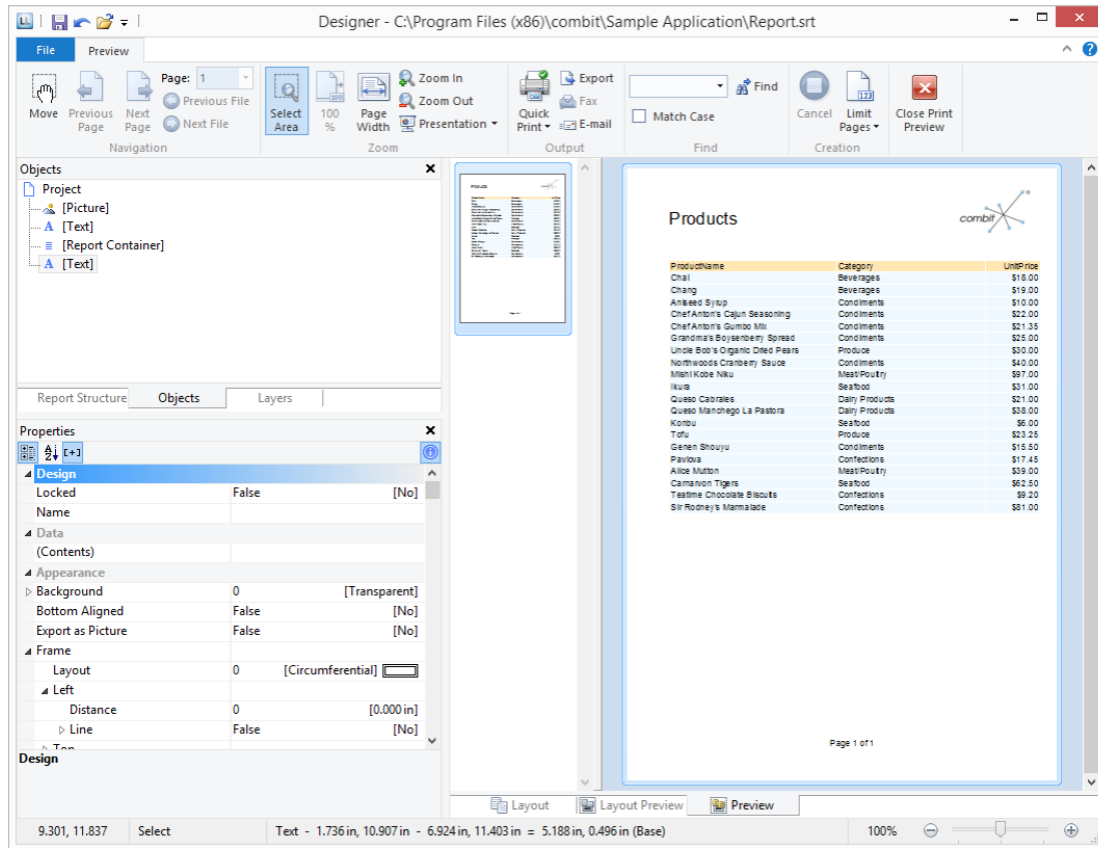 Designer - C:\Program Files (x86)\combit\Sample Application\Report.srt
File Preview
Move Previous Page Next Page Page: 1 Previous File Next File
Navigation
Select Area 100 % Page Width Zoom In Zoom Out Presentation
Zoom
Quick Print Export Fax E-mail
Output
Find
Match Case
Find
Cancel Limit Pages
Creation
Close Print Preview
Objects
Project
[Picture]
[Text]
[Report Container]
[Text]
Report Structure Objects Layers
Properties
Design
Locked False [No]
Name
Data
(Contents)
Appearance
Background 0 [Transparent]
Bottom Aligned False [No]
Export as Picture False [No]
Frame
Layout 0 [Circumferential]
Left
Distance 0 [0.000 in]
Line False [No]
Top
Design
Products
combit
ProductName Category UnitPrice
Chai Beverages $18.00
Chang Beverages $19.00
Aniseed Syrup Condiments $10.00
Chef Anton's Cajun Seasoning Condiments $22.00
Chef Anton's Gumbo Mix Condiments $21.35
Grandma's Boysenberry Spread Condiments $25.00
Uncle Bob's Organic Dried Pears Produce $30.00
Northwoods Cranberry Sauce Condiments $40.00
Mishi Kobe Niku Meat/Poultry $97.00
Ikura Seafood $31.00
Queso Cabrales Dairy Products $21.00
Queso Manchego La Pastora Dairy Products $38.00
Konbu Seafood $6.00
Tofu Produce $23.25
Genen Shouyu Condiments $15.50
Pavlova Confections $17.45
Alice Mutton Meat/Poultry $39.00
Carnarvon Tigers Seafood $62.50
Teatime Chocolate Biscuits Confections $9.20
Sir Rodney's Marmalade Confections $81.00
Page 1 of 1
Layout Layout Preview Preview
9.301, 11.837 Select Text - 1.736 in, 10.907 in - 6.924 in, 11.403 in = 5.188 in, 0.496 in (Base) 100%